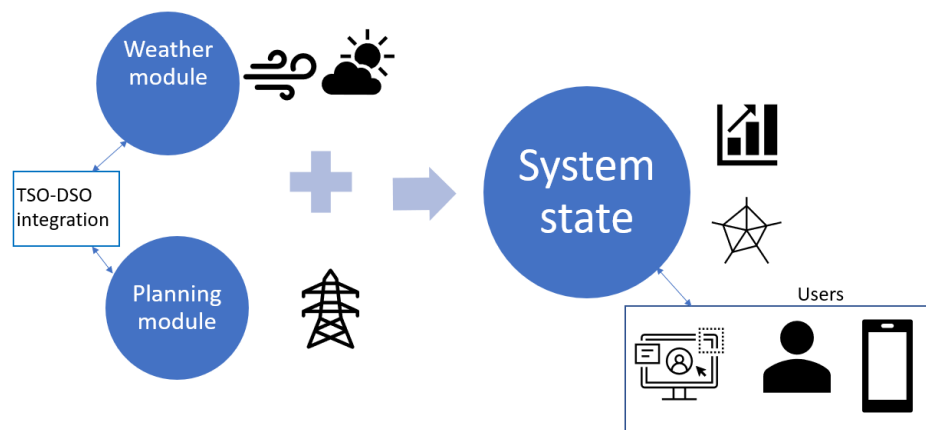 Weather
module
TSO-DSO
integration
Planning
module
System
state
Users